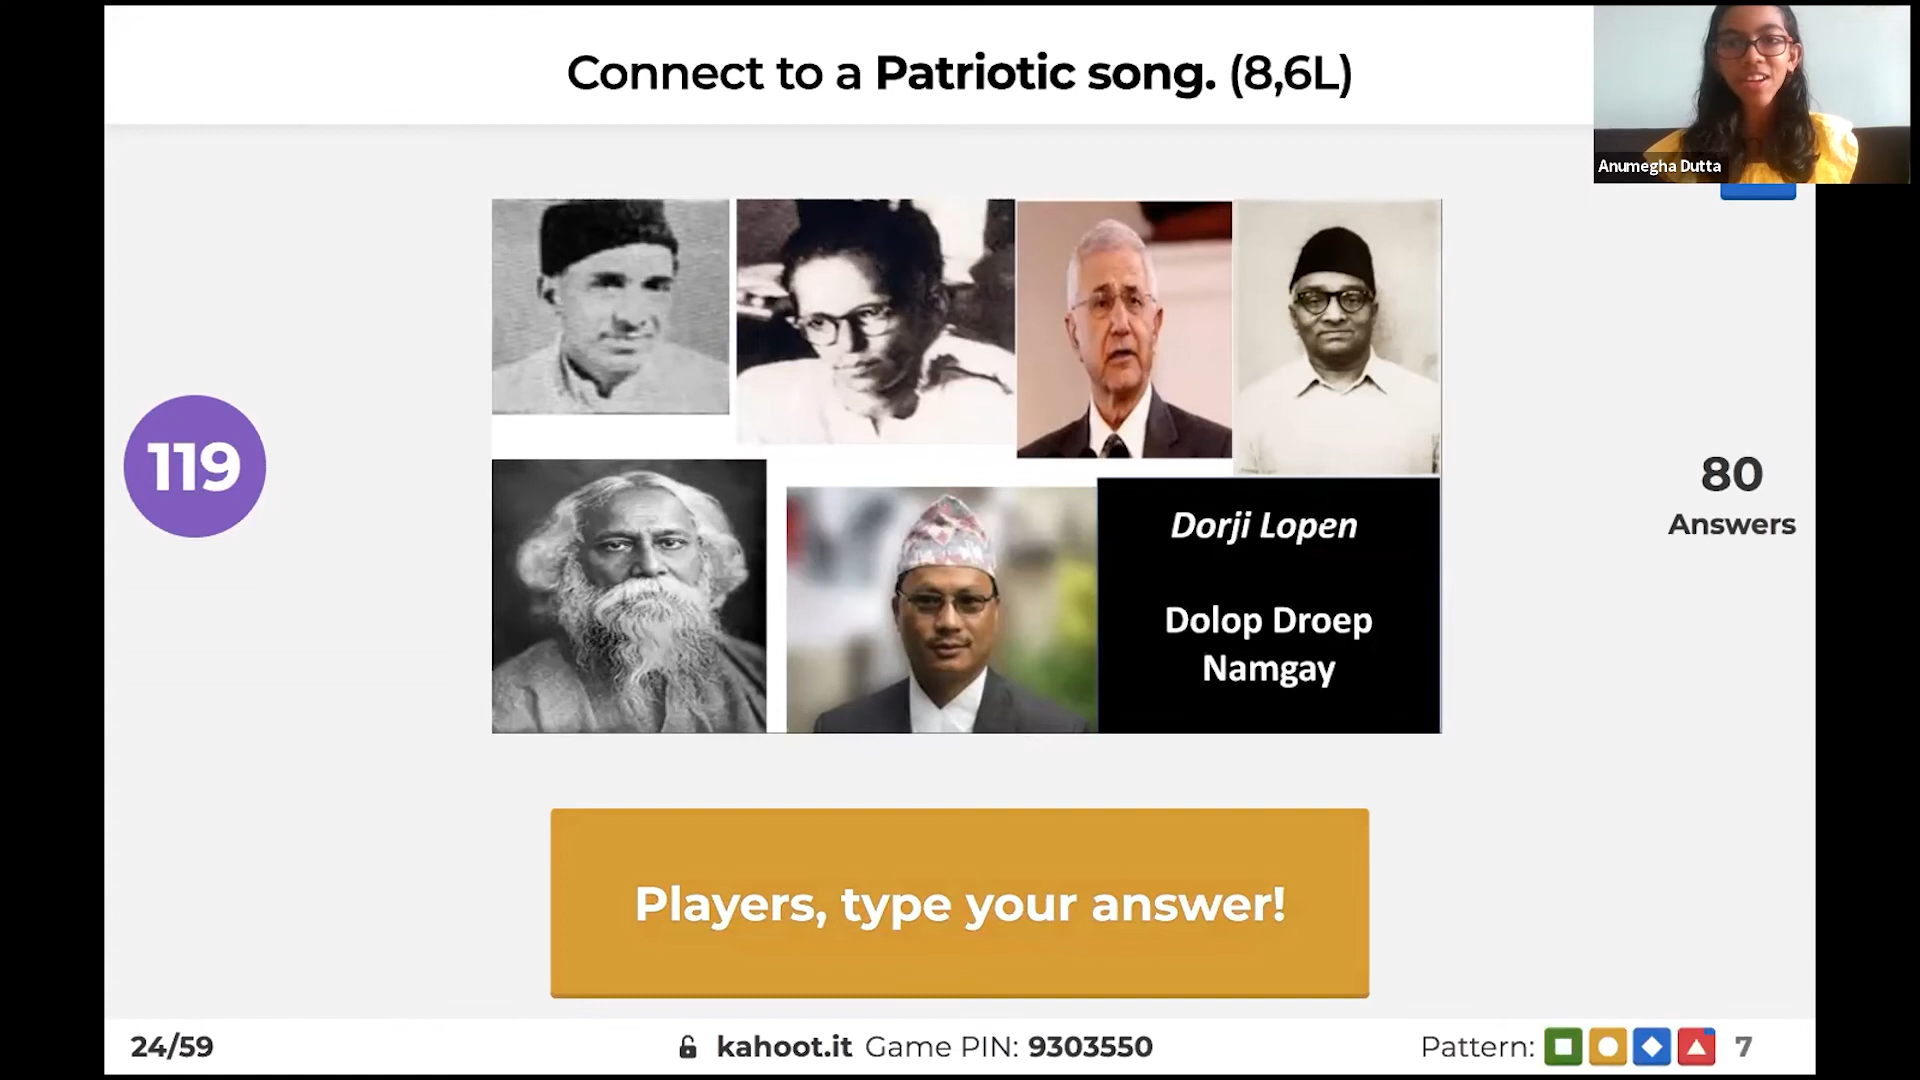 Connect to a Patriotic song. (8,6L)
Anumegha Dutta
119
80
Answers
Dorji Lopen
Dolop Droep
Namgay
Players, type your answer!
24/59
kahoot.it Game PIN: 9303550
Pattern: 7